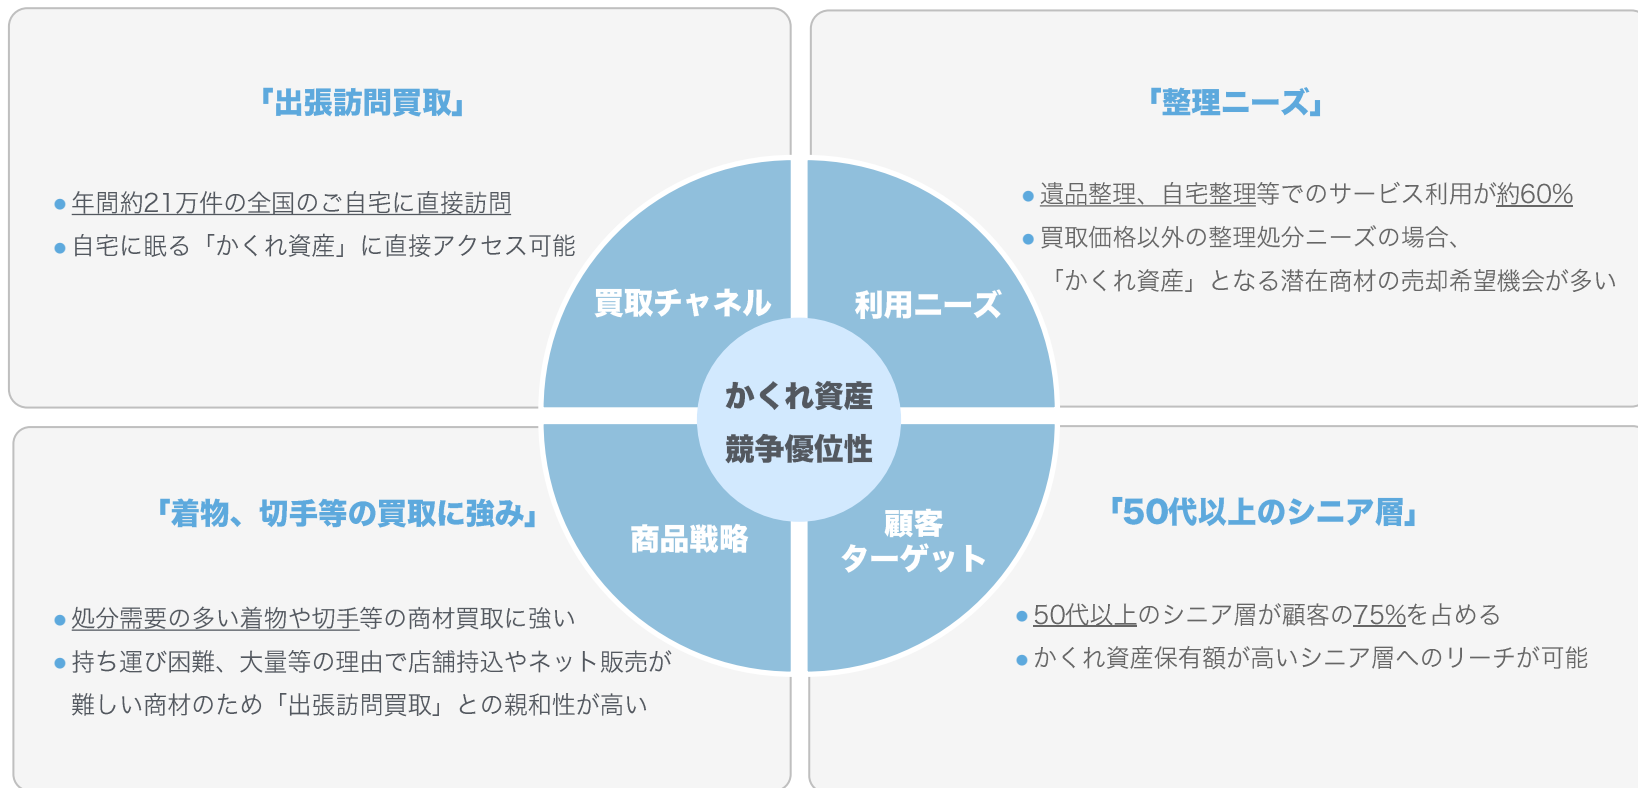 「出張訪問買取」
● 年間約21万件の全国のご自宅に直接訪問
● 自宅に眠る「かくれ資産」に直接アクセス可能
買取チャネル
「整理ニーズ」
● 遺品整理、自宅整理等でのサービス利用が約60%
● 買取価格以外の整理処分ニーズの場合、
「かくれ資産」となる潜在商材の売却希望機会が多い
利用ニーズ
かくれ資産
競争優位性
「着物、切手等の買取に強み」
● 処分需要の多い着物や切手等の商材買取に強い
● 持ち運び困難、大量等の理由で店舗持込やネット販売が
難しい商材のため「出張訪問買取」との親和性が高い
商品戦略
「50代以上のシニア層」
● 50代以上のシニア層が顧客の75%を占める
● かくれ資産保有額が高いシニア層へのリーチが可能
顧客
ターゲット